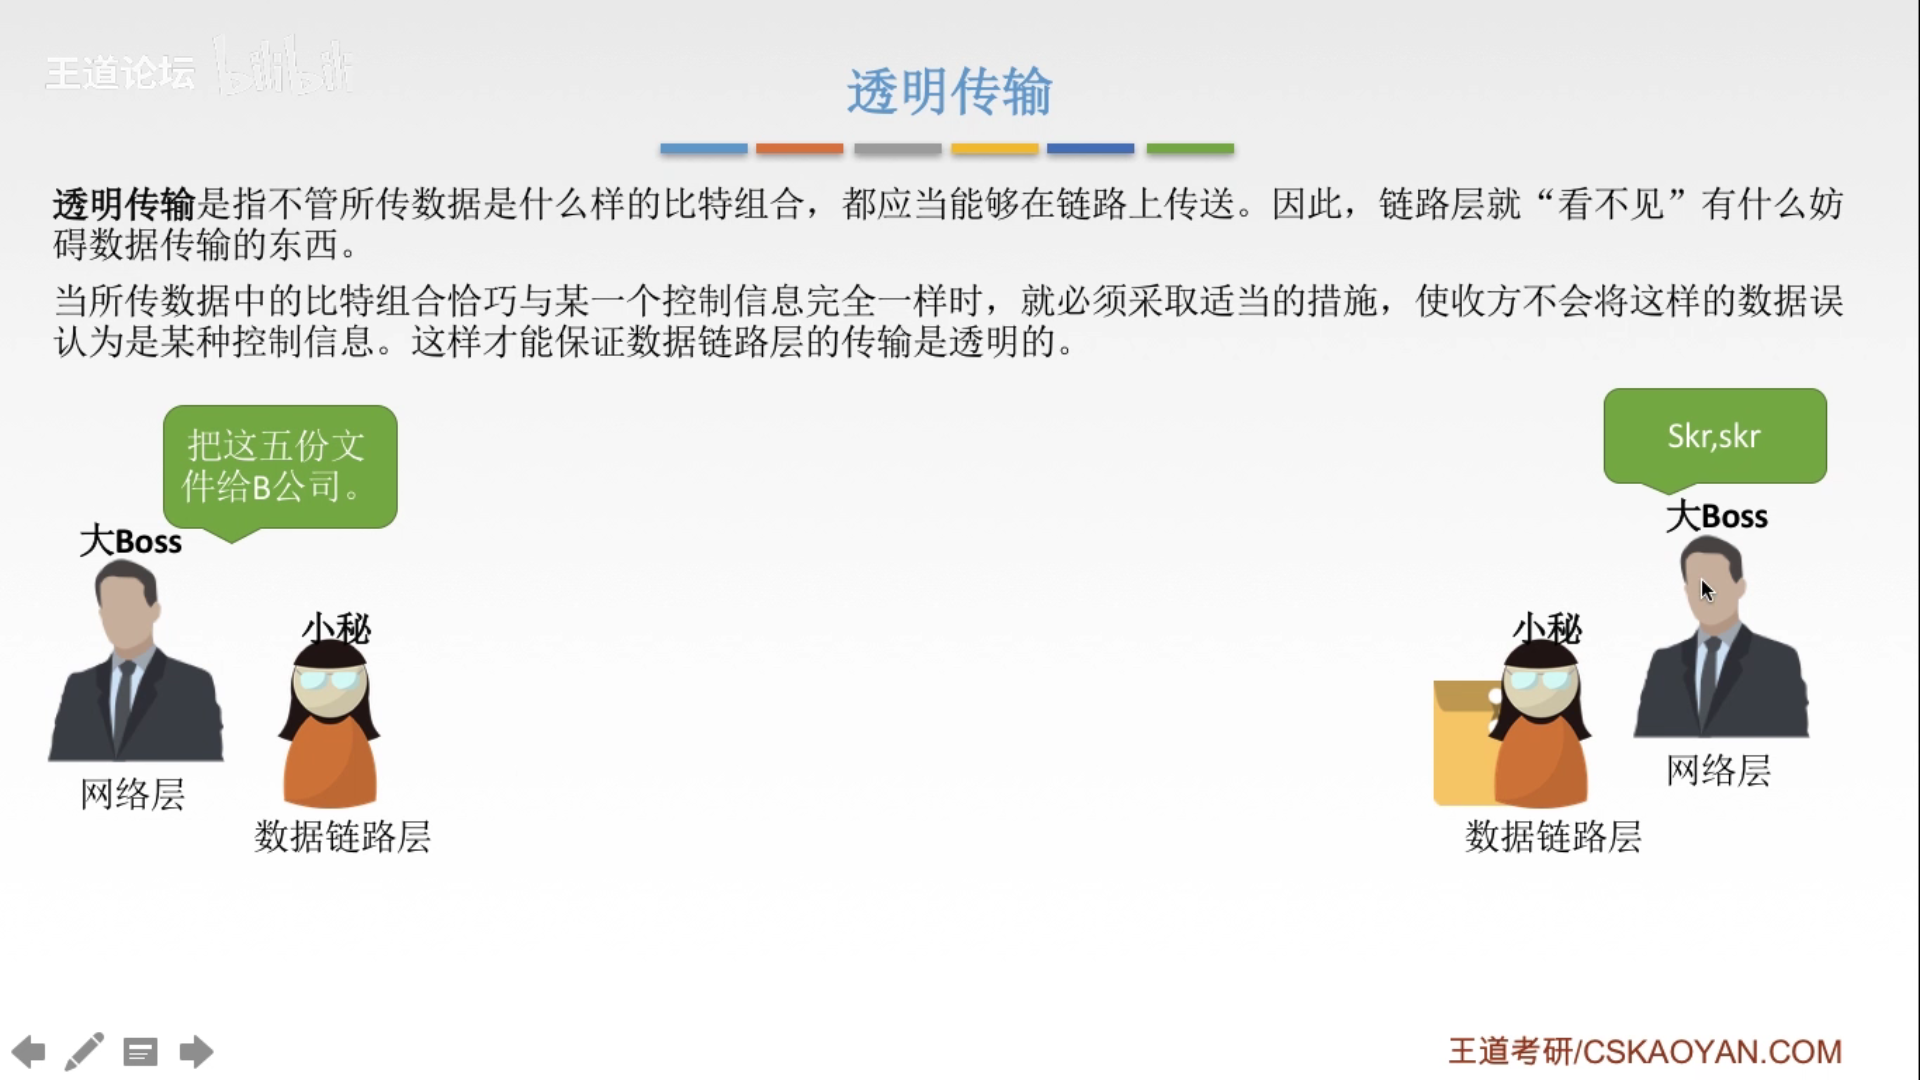 王道论坛 bilibili
透明传输
透明传输是指不管所传数据是什么样的比特组合，都应当能够在链路上传送。因此，链路层就“看不见”有什么妨
碍数据传输的东西。
当所传数据中的比特组合恰巧与某一个控制信息完全一样时，就必须采取适当的措施，使收方不会将这样的数据误
认为是某种控制信息。这样才能保证数据链路层的传输是透明的。
把这五份文
件给B公司。
大Boss
小秘
网络层
数据链路层
Skr,skr
大Boss
小秘
网络层
数据链路层
王道考研/CSKAOYAN.COM